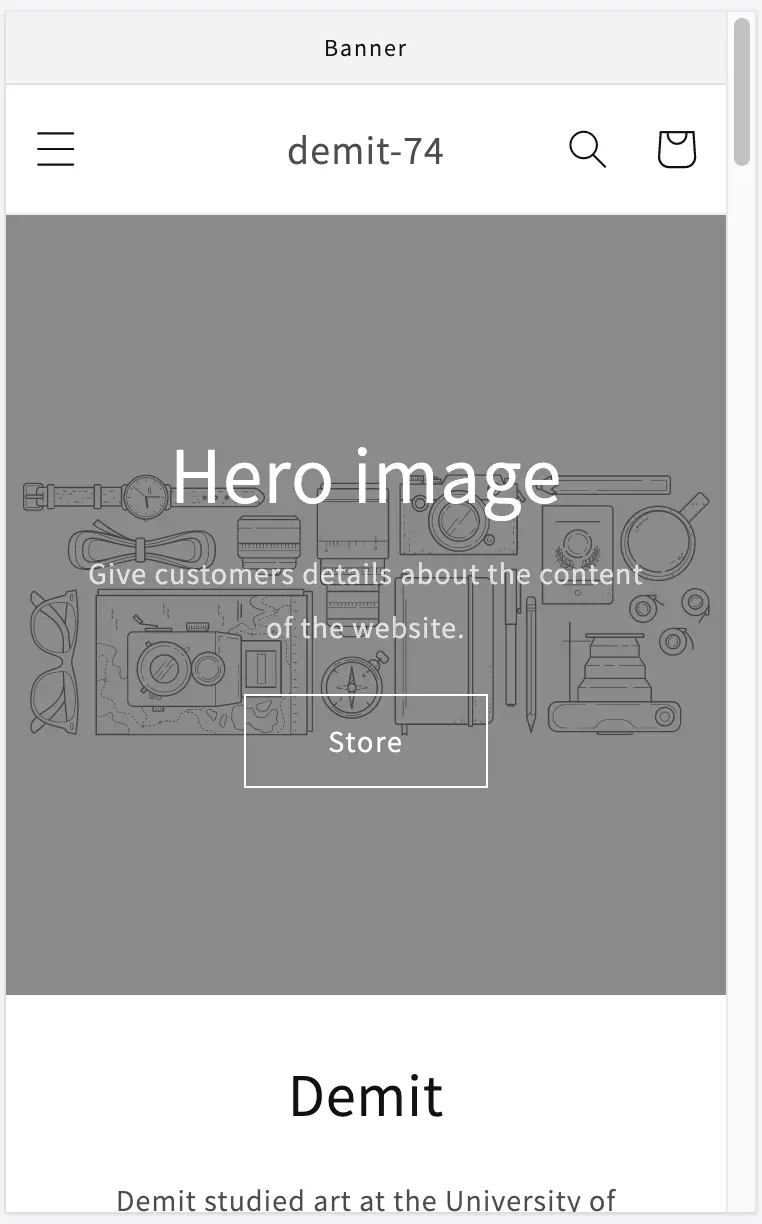 Banner
demit-74
Hero image
Give customers details about the content
of the website.
Store
Demit
Demit studied art at the University of